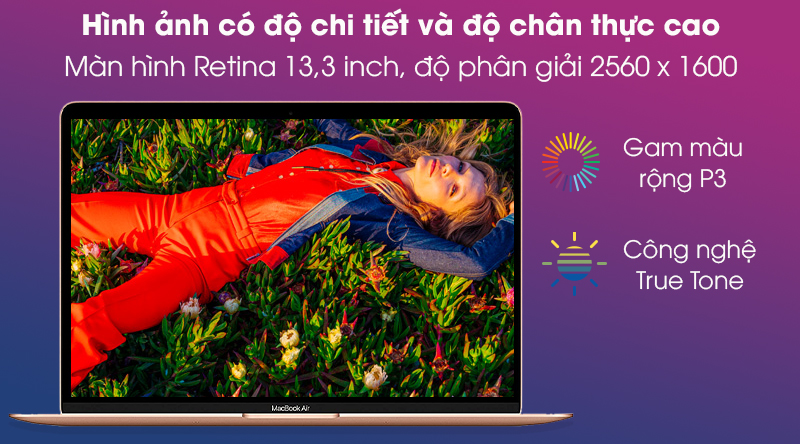 Hình ảnh có độ chi tiết và độ chân thực cao
Màn hình Retina 13,3 inch, độ phân giải 2560 x 1600
Gam màu
rộng P3
Công nghệ
True Tone
MacBook Air